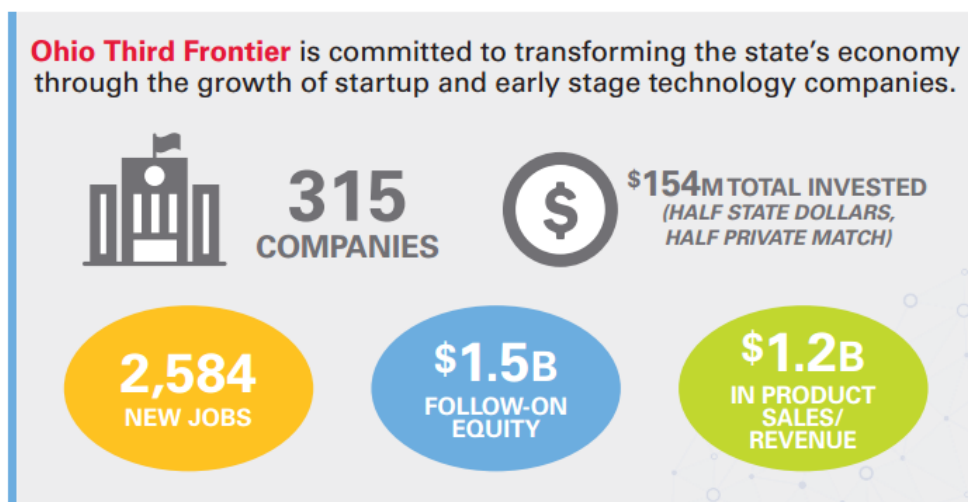 Ohio Third Frontier is committed to transforming the state's economy
through the growth of startup and early stage technology companies.
315
COMPANIES
$
$154M TOTAL INVESTED
(HALF STATE DOLLARS,
HALF PRIVATE MATCH)
2,584
NEW JOBS
$1.5B
FOLLOW-ON
EQUITY
$1.2B
IN PRODUCT
SALES/
REVENUE